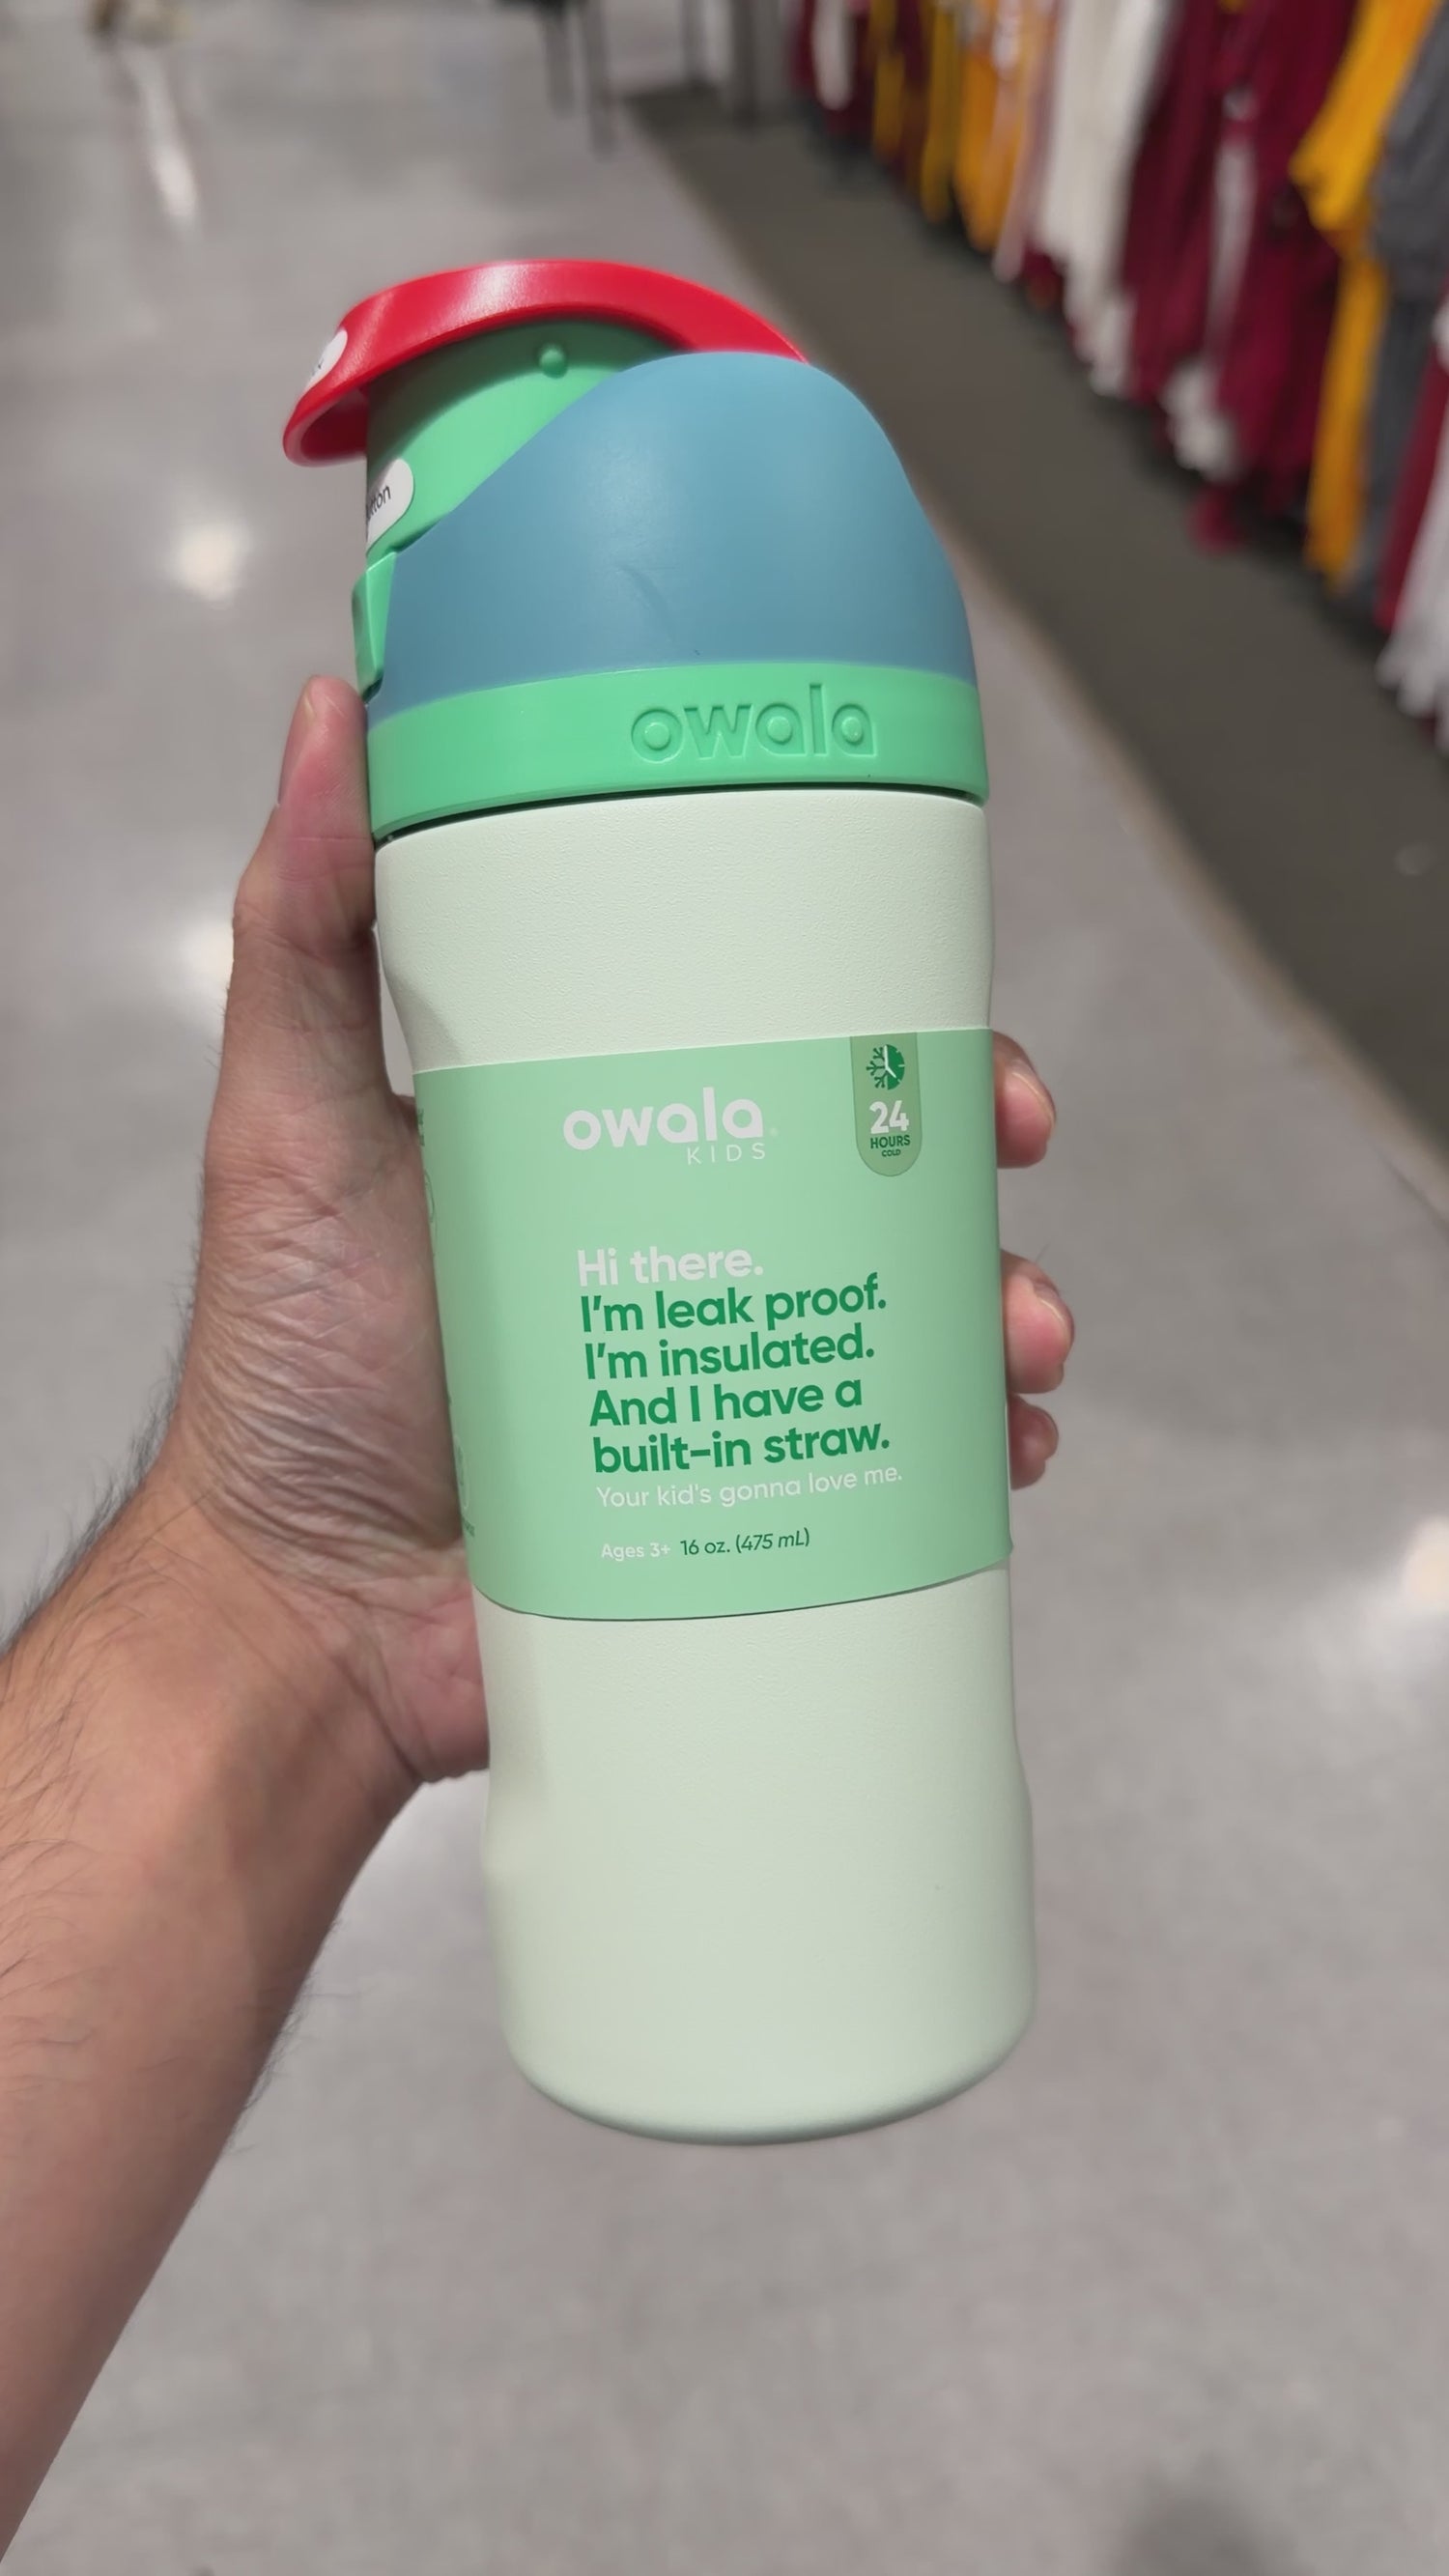 owala
owala
KIDS
24
HOURS
COLD
Hi there.
I'm leak proof.
I'm insulated.
And I have a
built-in straw.
Your kid's gonna love me.
Ages 3+ 16 oz. (475 mL)